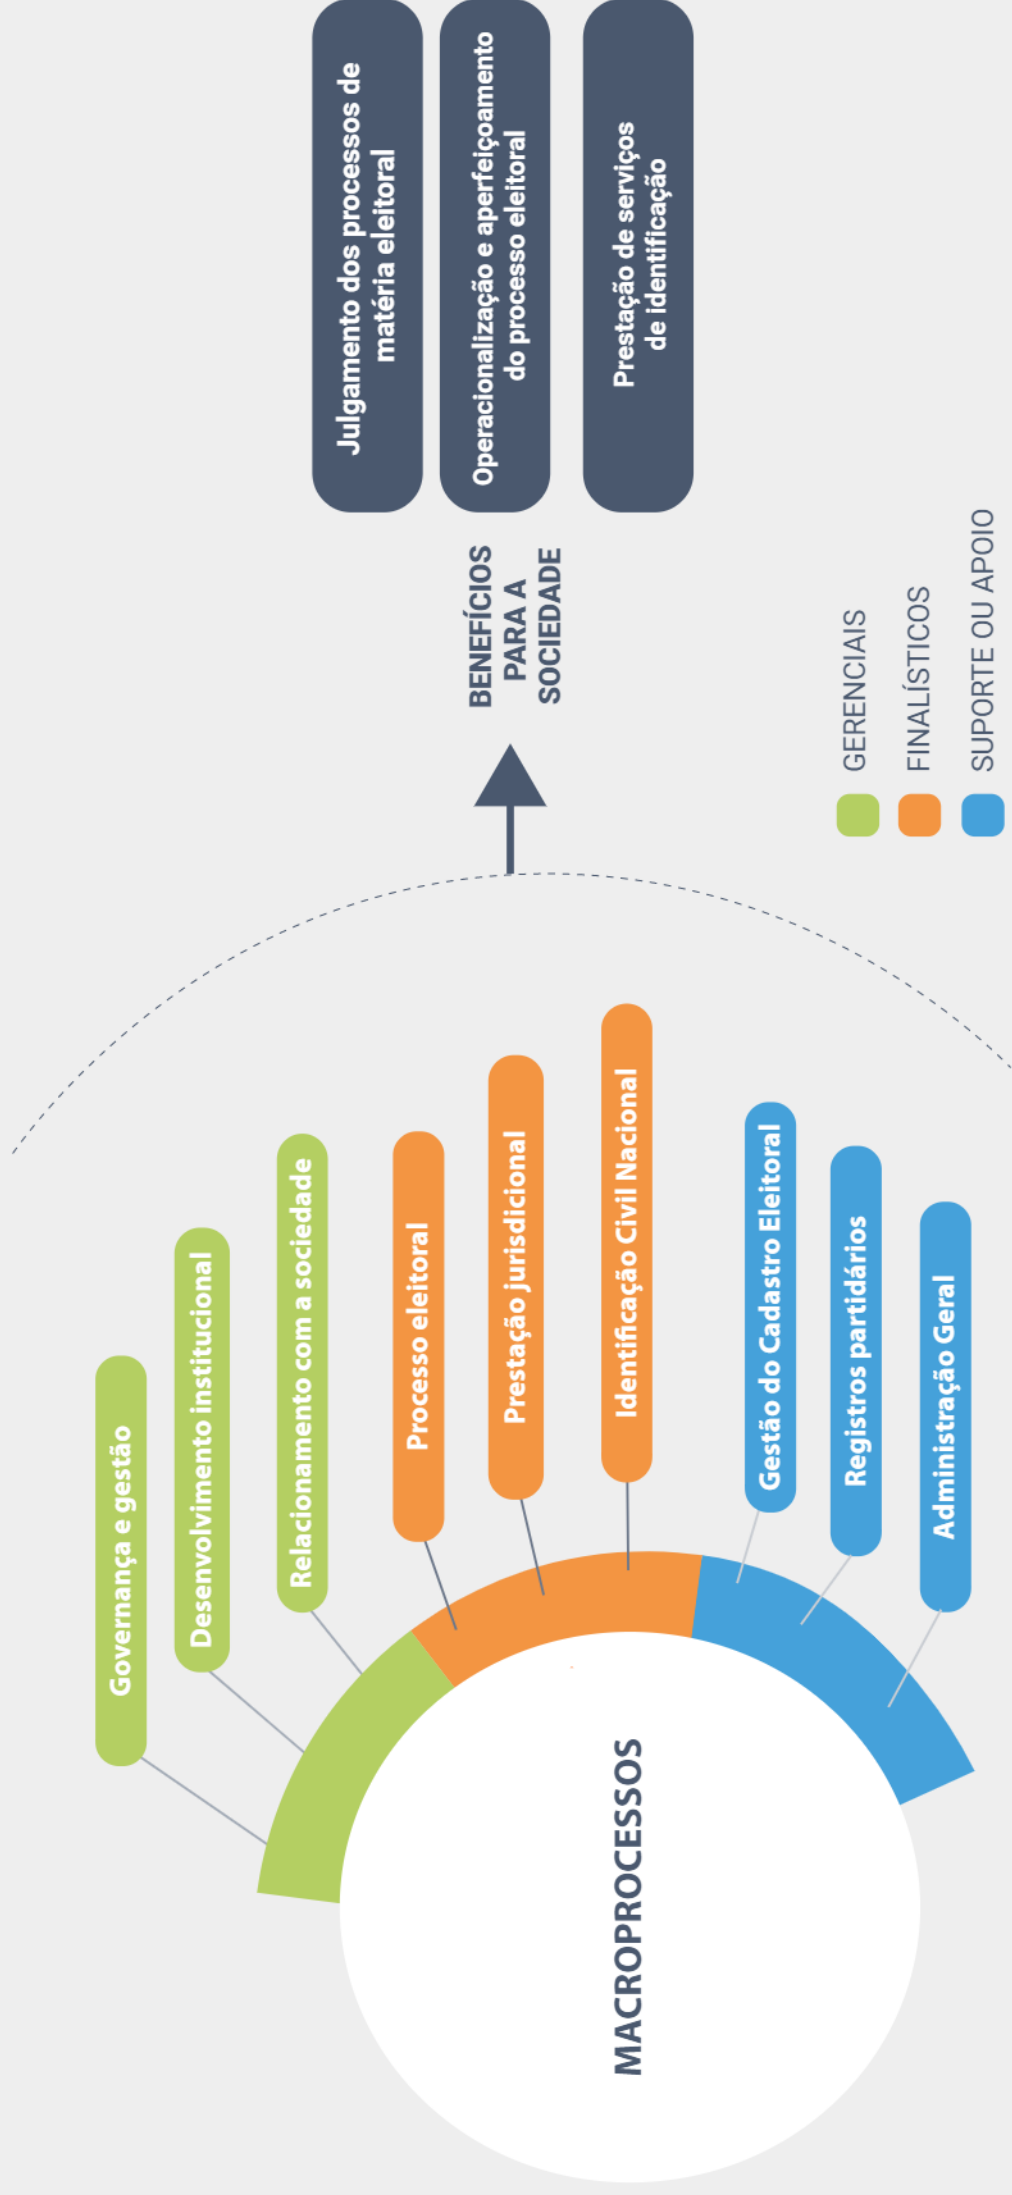 MACROPROCESSOS
Governança e gestão
Desenvolvimento institucional
Relacionamento com a sociedade
Processo eleitoral
Prestação jurisdicional
Identificação Civil Nacional
Gestão do Cadastro Eleitoral
Registros partidários
Administração Geral
BENEFÍCIOS
PARA A
SOCIEDADE
Julgamento dos processos de
matéria eleitoral
Operacionalização e aperfeiçoamento
do processo eleitoral
Prestação de serviços
de identificação
GERENCIAIS
FINALÍSTICOS
SUPORTE OU APOIO